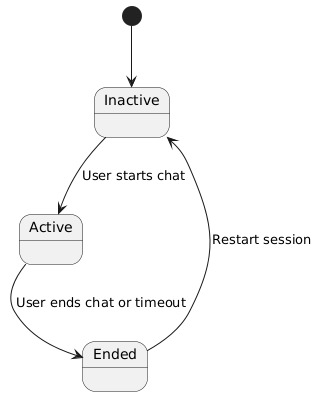 Inactive
User starts chat
Active
Restart session
User ends chat or timeout
Ended